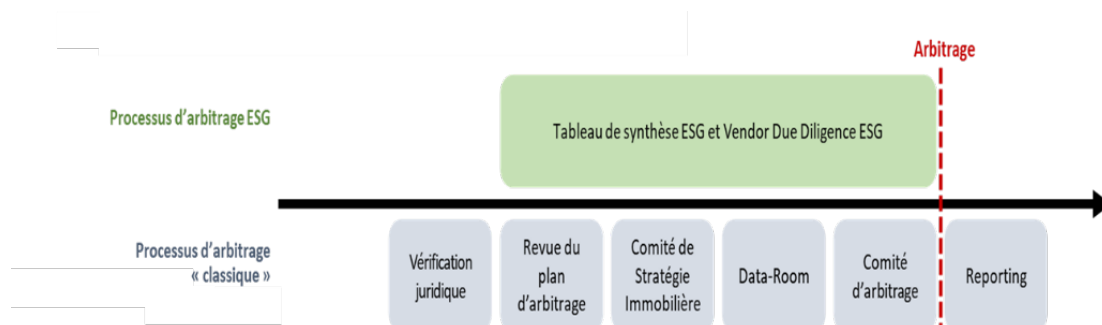 Arbitrage
Processus d'arbitrage ESG
Tableau de synthèse ESG et Vendor Due Diligence ESG
Processus d'arbitrage
« classique »
Vérification
juridique
Revue du
plan
d'arbitrage
Comité de
Stratégie
Immobilière
Data-Room
Comité
d'arbitrage
Reporting